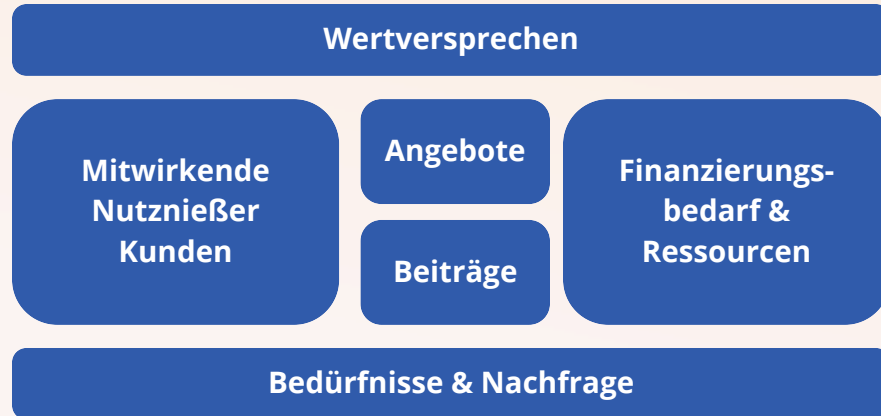 Wertversprechen
Mitwirkende
Nutznießer
Kunden
Angebote
Beiträge
Finanzierungs-
bedarf &
Ressourcen
Bedürfnisse & Nachfrage